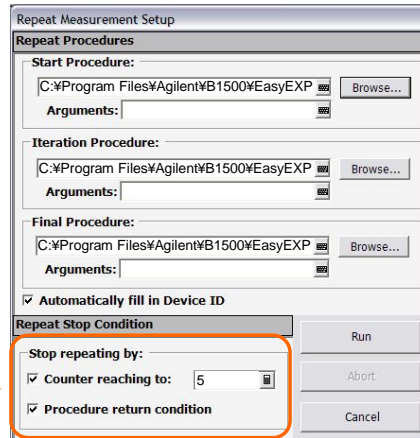 Repeat Measurement Setup
Repeat Procedures
Start Procedure:
C:¥Program Files¥Agilent¥B1500¥EasyEXP
Browse...
Arguments:
Iteration Procedure:
C:¥Program Files¥Agilent¥B1500¥EasyEXP
Browse...
Final Procedure:
C:¥Program Files¥Agilent¥B1500¥EasyEXP
Browse...
Arguments:
Automatically fill in Device ID
Repeat Stop Condition
Stop repeating by:
Counter reaching to: 5
Procedure return condition
Run
Abort
Cancel